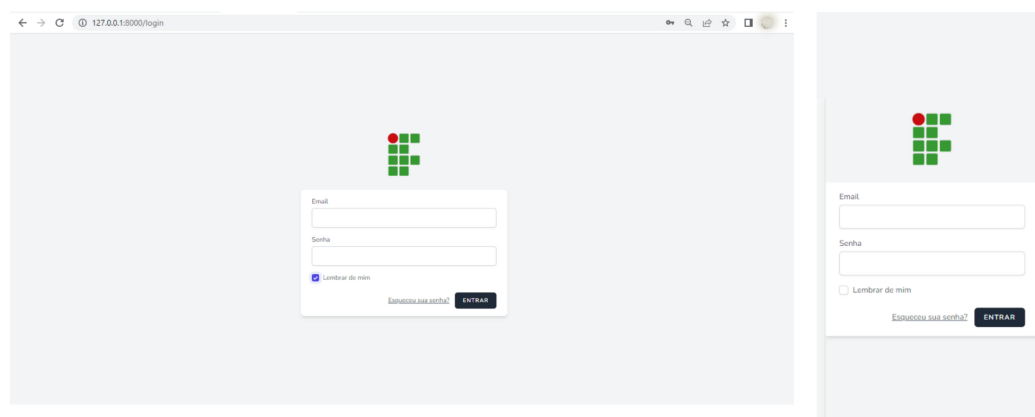 127.0.0.1:8000/login
Email
Senha
Lembrar de mim
Esqueceu sua senha? ENTRAR
Email
Senha
Lembrar de mim
Esqueceu sua senha? ENTRAR